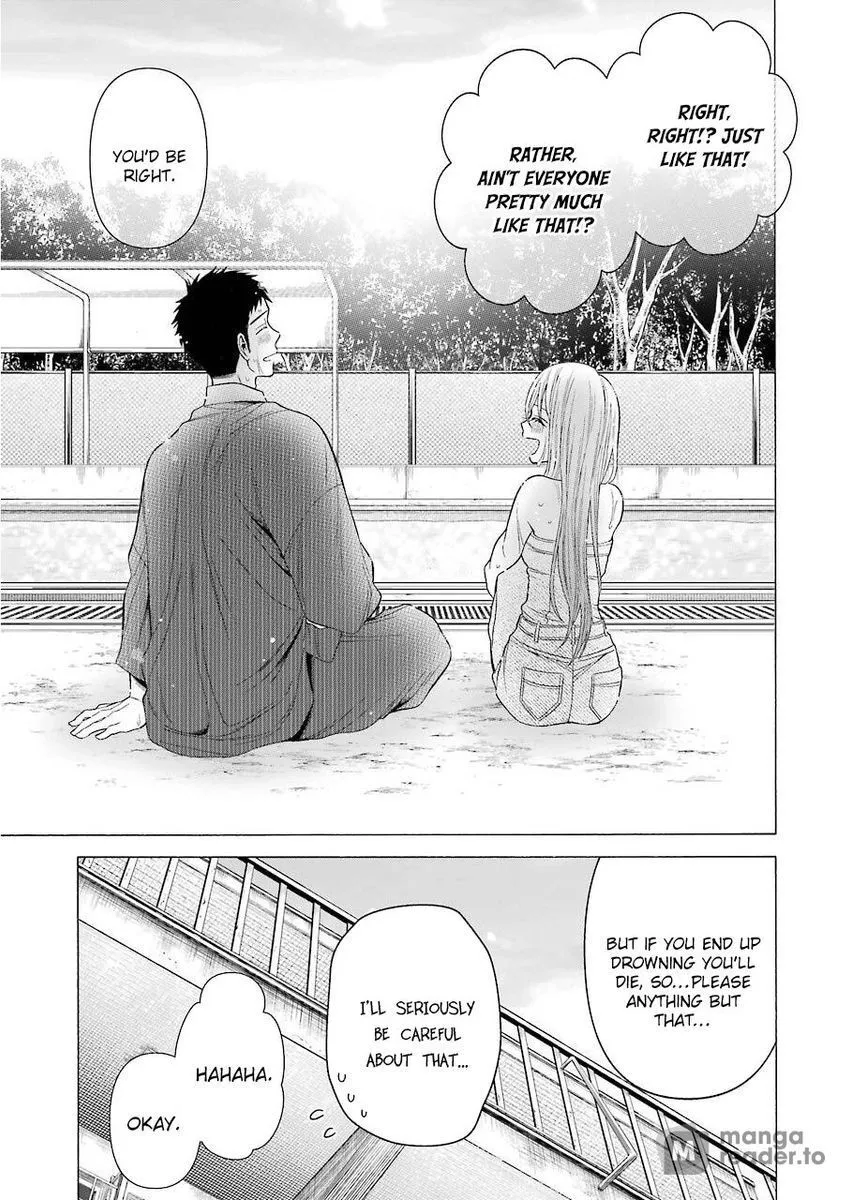 RIGHT,
RIGHT!? JUST
LIKE THAT!
RATHER,
AIN'T EVERYONE
PRETTY MUCH
LIKE THAT!?
YOU'D BE
RIGHT.
BUT IF YOU END UP
DROWNING YOU'LL
DIE, SO...PLEASE
ANYTHING BUT
THAT...
I'LL SERIOUSLY
BE CAREFUL
ABOUT THAT...
HAHAHA.
OKAY.
M manga
reader.to